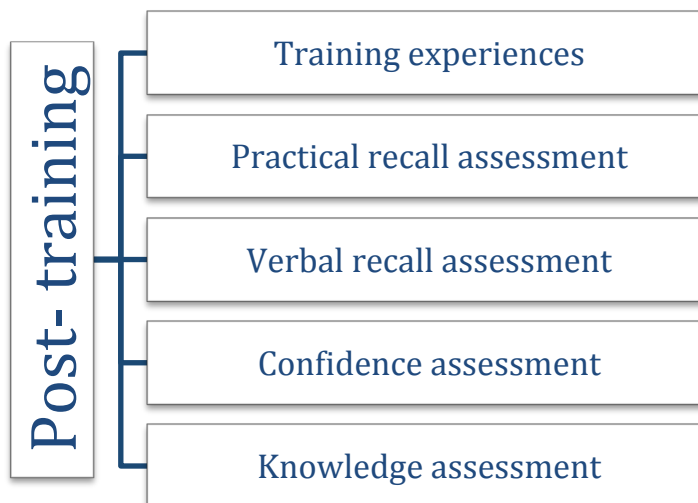 Post- training
Training experiences
Practical recall assessment
Verbal recall assessment
Confidence assessment
Knowledge assessment